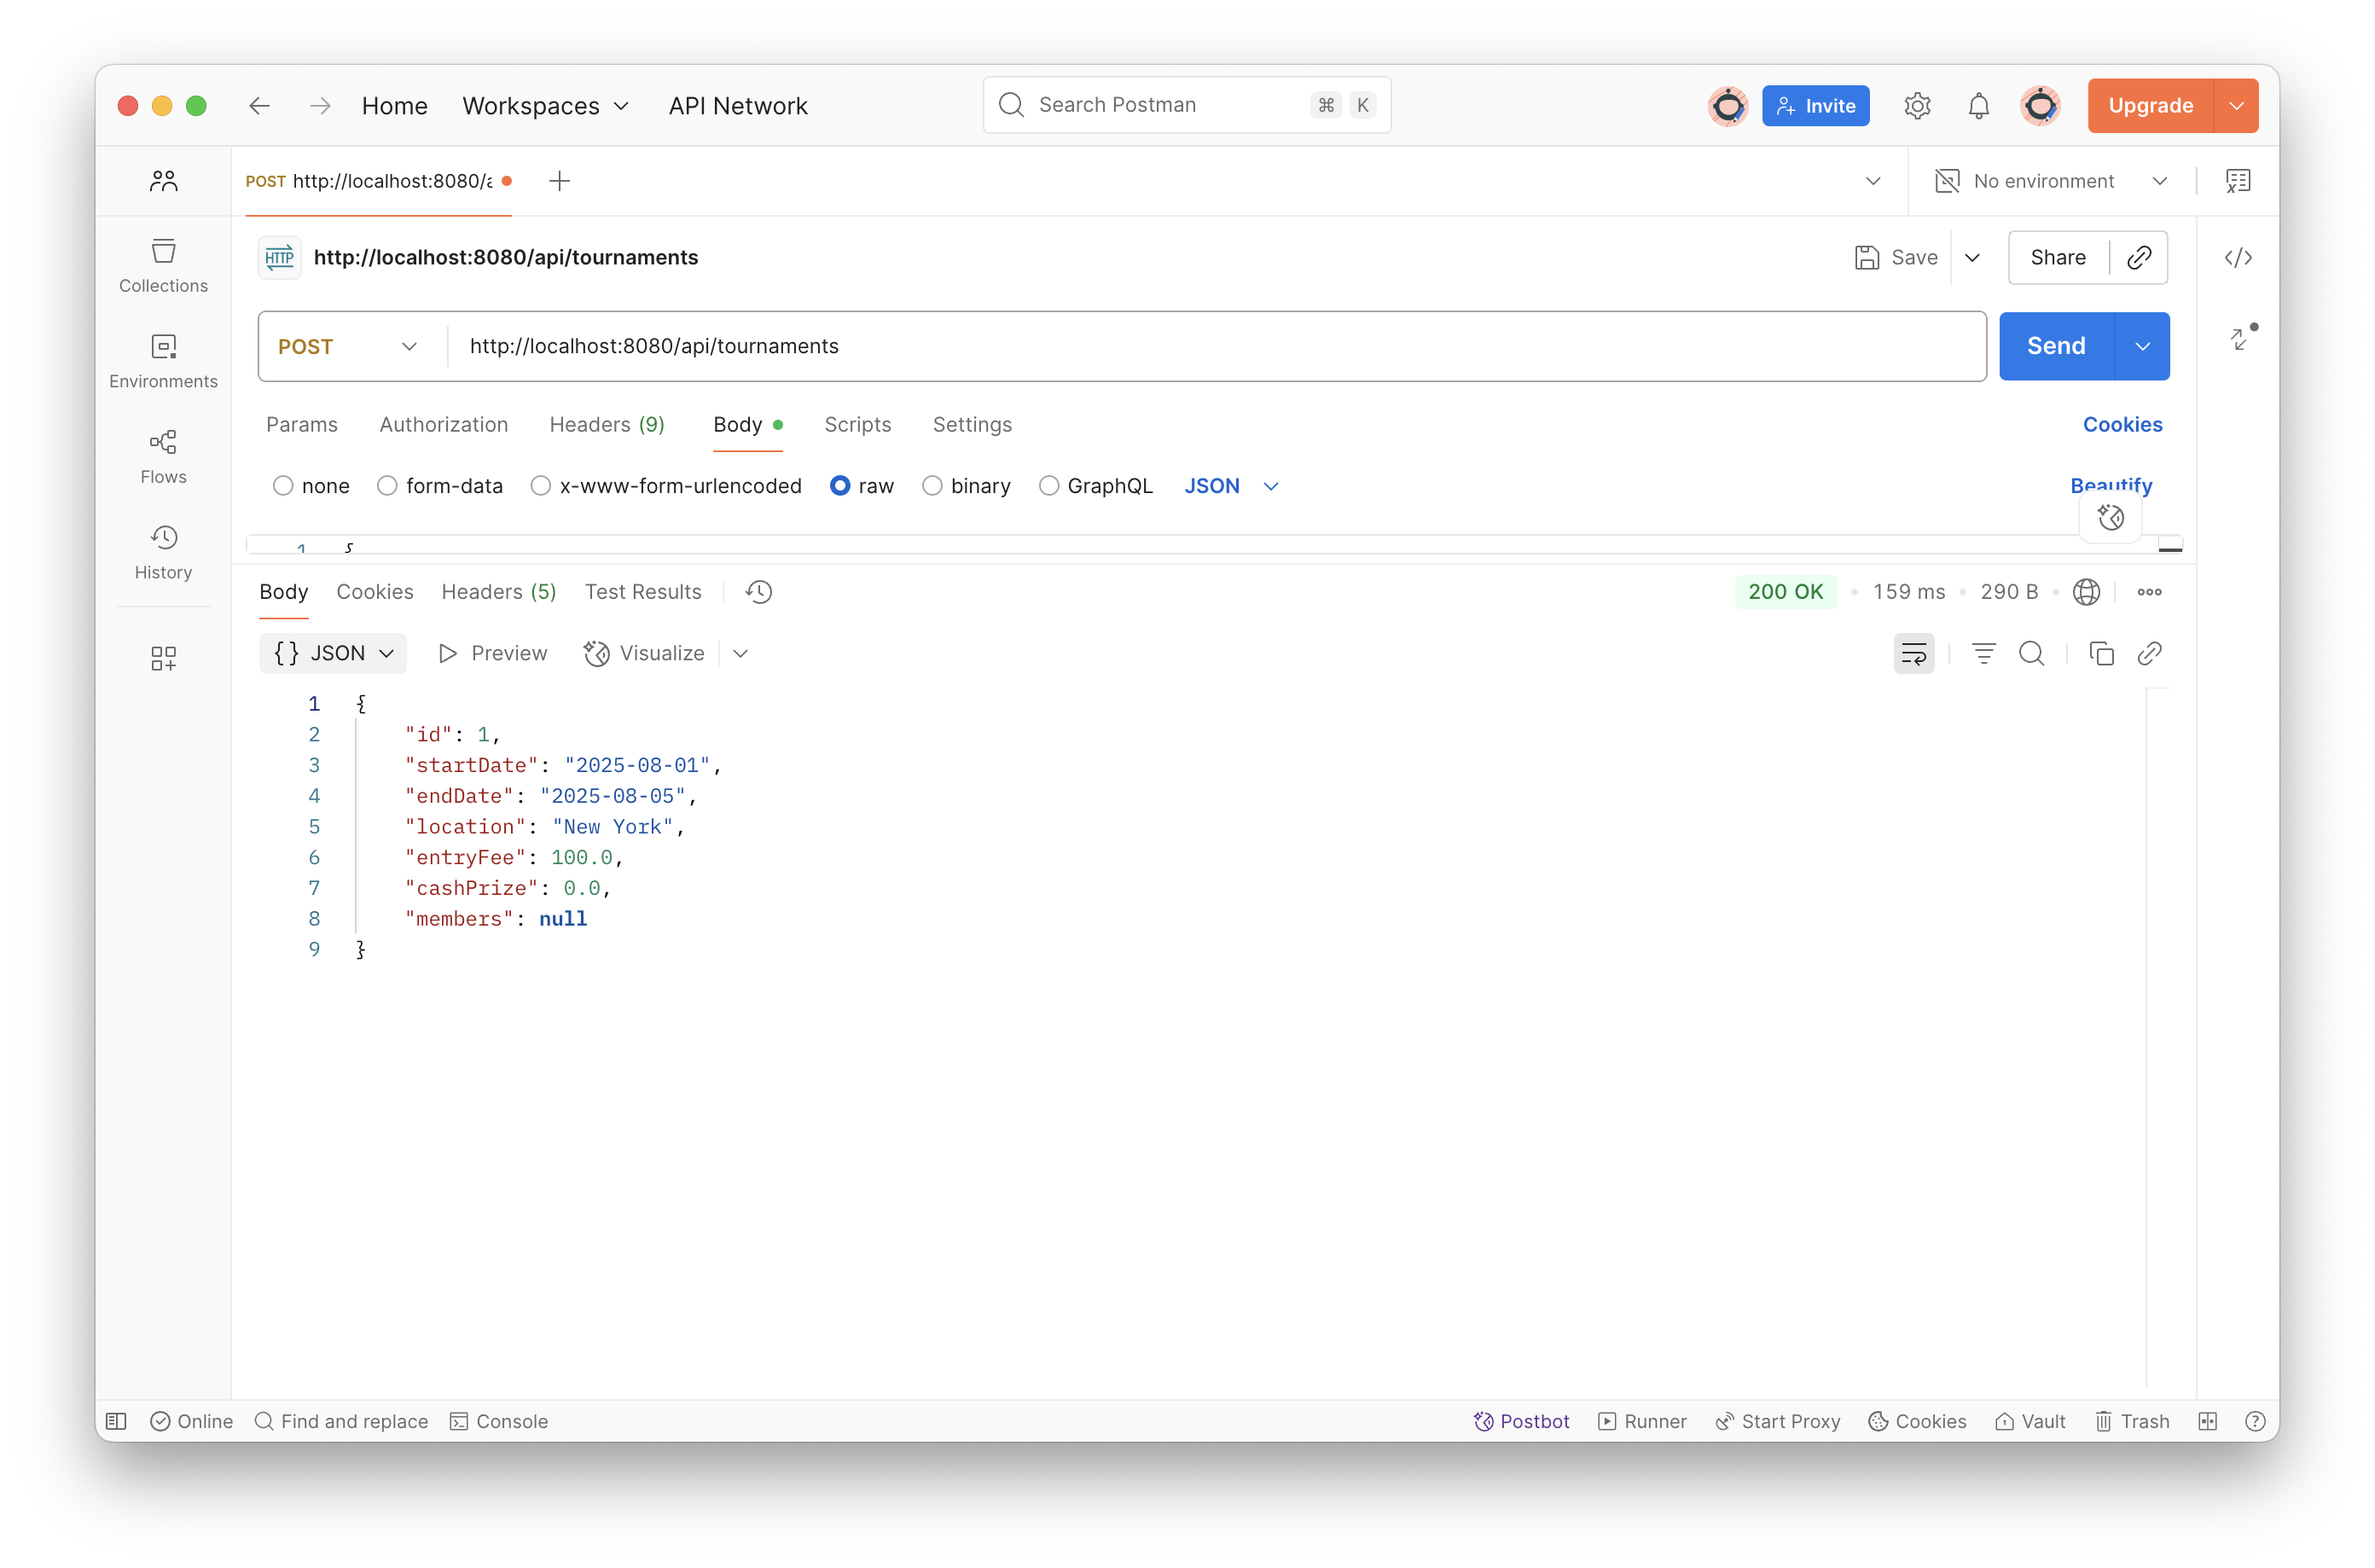 Home Workspaces API Network Search Postman ⌘ K Invite Upgrade
POST http://localhost:8080/a No environment
HTTP http://localhost:8080/api/tournaments Save Share
POST http://localhost:8080/api/tournaments Send
Params Authorization Headers (9) Body Scripts Settings Cookies
none form-data x-www-form-urlencoded raw binary GraphQL JSON Beautify
1 {
Body Cookies Headers (5) Test Results 200 OK • 159 ms • 290 B •
{} JSON Preview Visualize
1 {
2 "id": 1,
3 "startDate": "2025-08-01",
4 "endDate": "2025-08-05",
5 "location": "New York",
6 "entryFee": 100.0,
7 "cashPrize": 0.0,
8 "members": null
9 }
Collections
Environments
Flows
History
Online Find and replace Console Postbot Runner Start Proxy Cookies Vault Trash